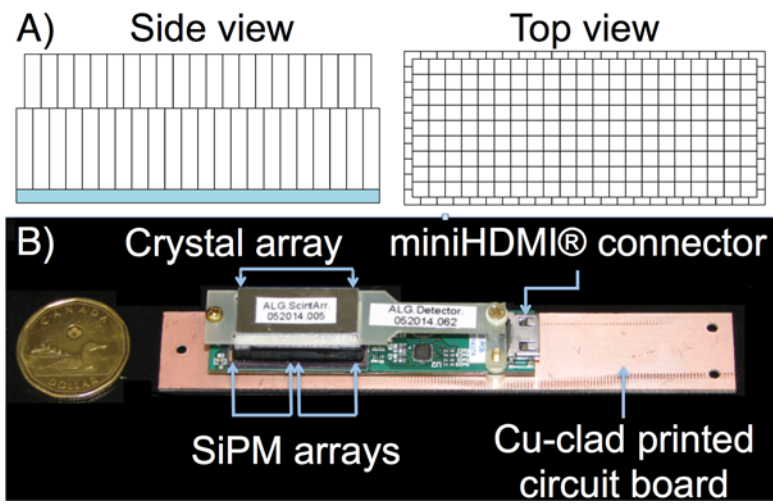 A) Side view Top view
B) Crystal array miniHDMI® connector
ALG.ScintArr.
052014.005
ALG.Detector.
052014.062
CANADA
DOLLAR
SiPM arrays
Cu-clad printed
circuit board